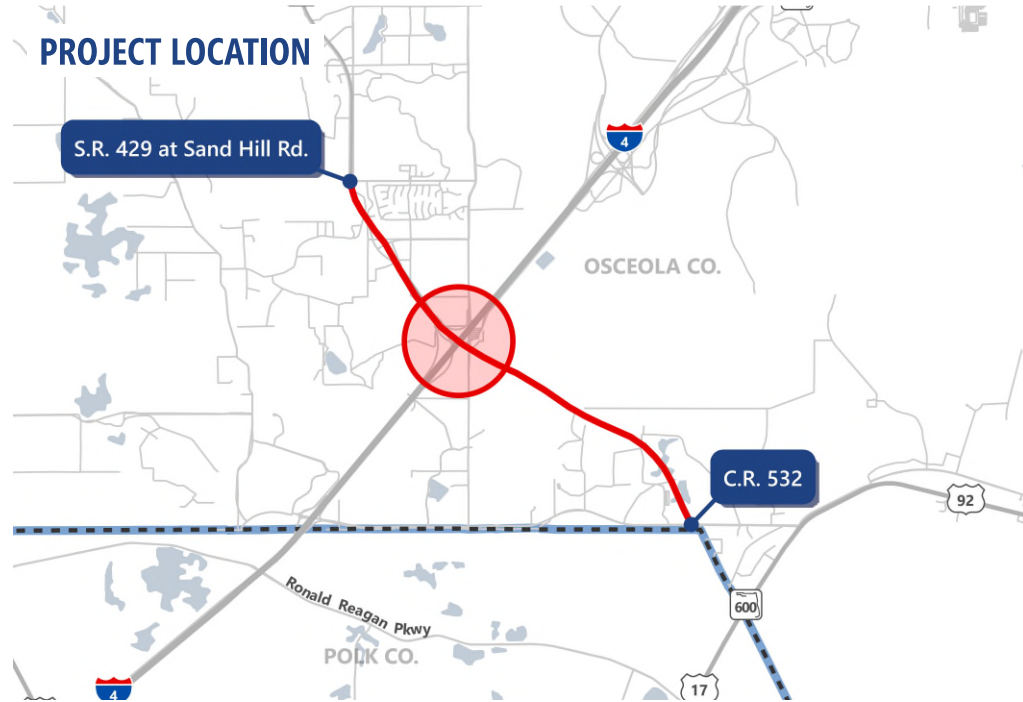 PROJECT LOCATION
4
S.R. 429 at Sand Hill Rd.
OSCEOLA CO.
C.R. 532
92
Ronald Reagan Pkwy
600
POLK CO.
17
4